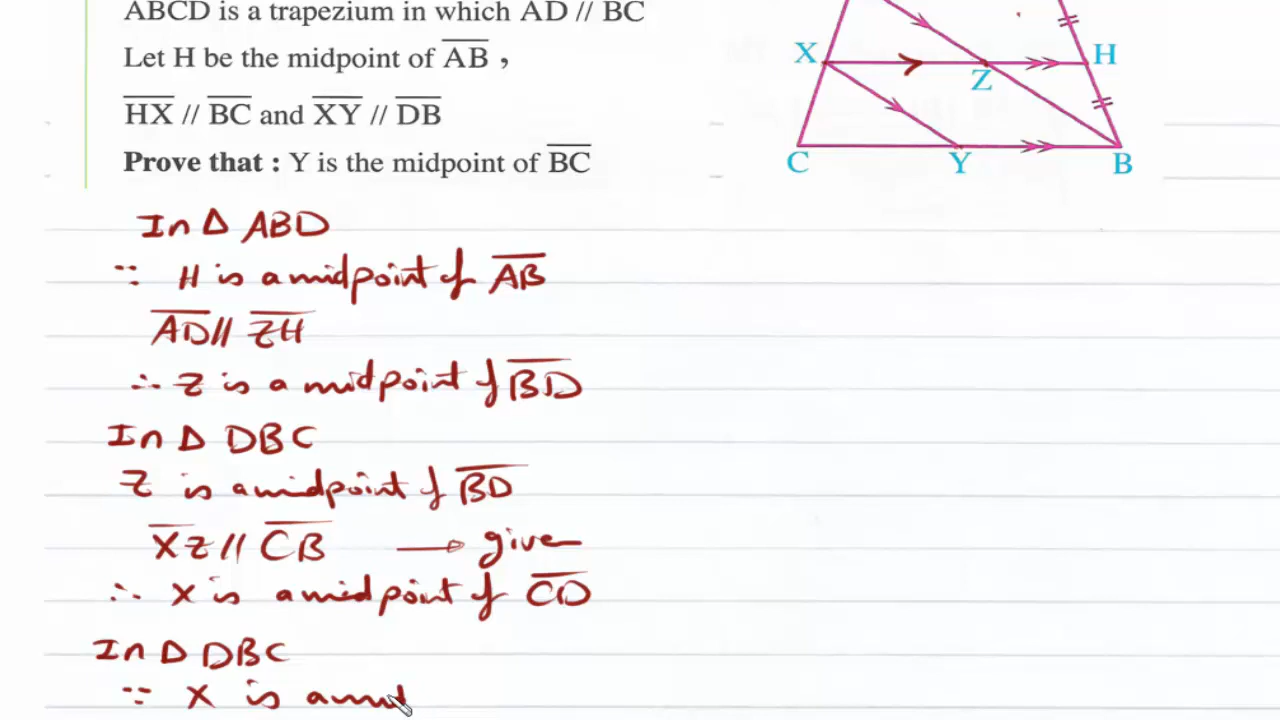 ABCD is a trapezium in which AD // BC
Let H be the midpoint of AB ,
HX // BC and XY // DB
Prove that : Y is the midpoint of BC
X
Z
H
C
Y
B
In Δ ABD
∵ H is a midpoint of AB
AD // ZH
∴ Z is a midpoint of BD
In Δ DBC
Z is a midpoint of BD
XZ // CB → given
∴ X is a midpoint of CD
In Δ DBC
∵ X is a mid